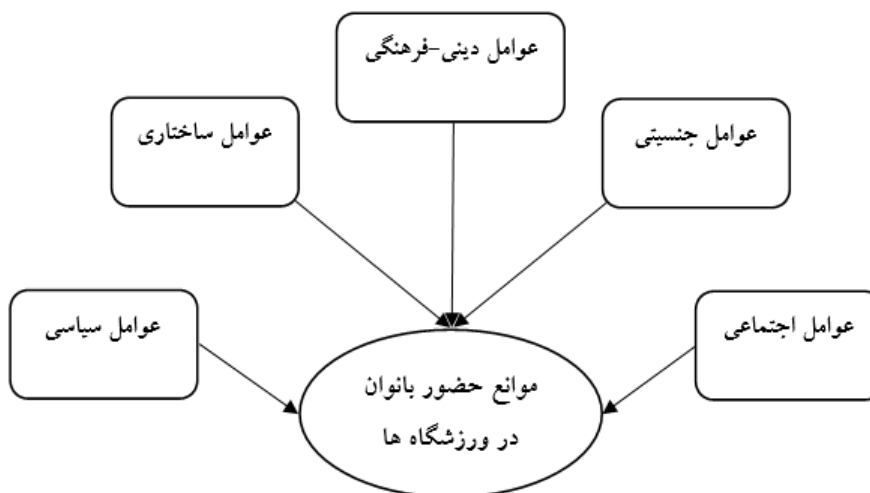 عوامل دینی-فرهنگی
عوامل جنسیتی
عوامل ساختاری
عوامل اجتماعی
عوامل سیاسی
موانع حضور بانوان
در ورزشگاه ها